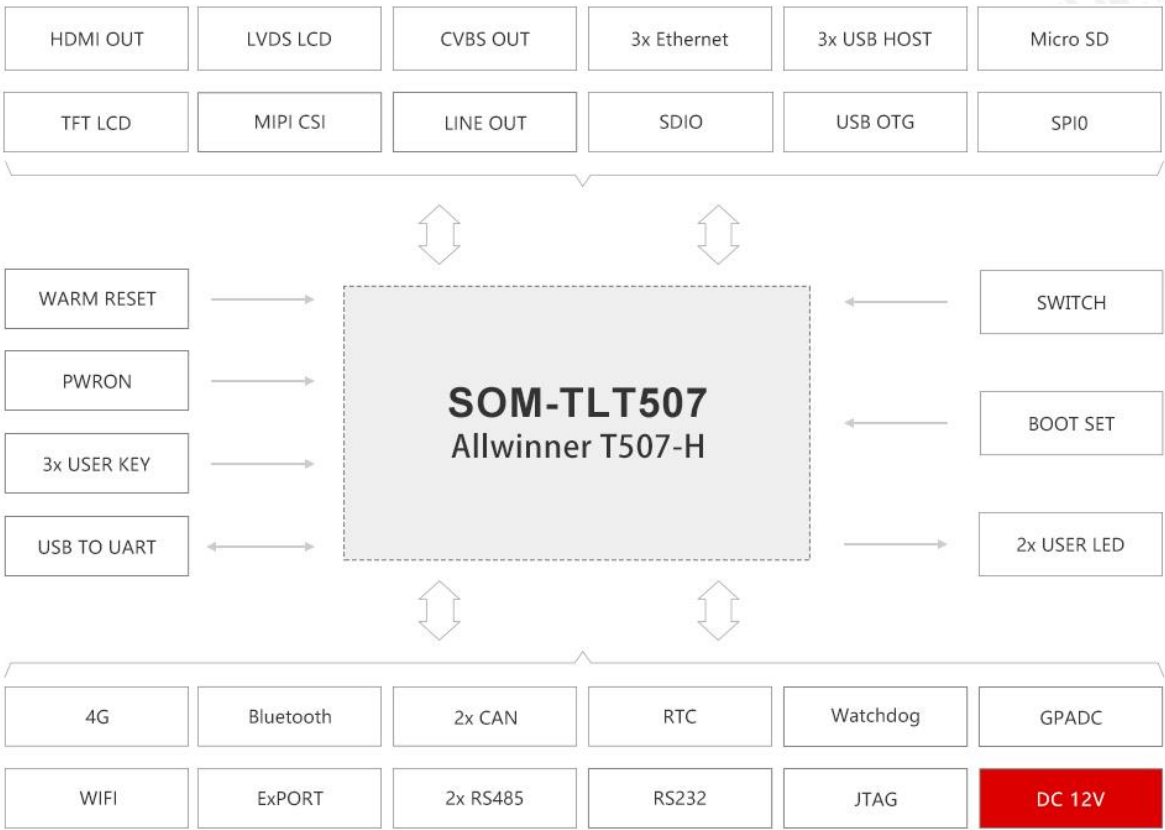 HDMI OUT
LVDS LCD
CVBS OUT
3x Ethernet
3x USB HOST
Micro SD
TFT LCD
MIPI CSI
LINE OUT
SDIO
USB OTG
SPI0
WARM RESET
PWRON
3x USER KEY
USB TO UART
SOM-TLT507
Allwinner T507-H
SWITCH
BOOT SET
2x USER LED
4G
Bluetooth
2x CAN
RTC
Watchdog
GPADC
WIFI
ExPORT
2x RS485
RS232
JTAG
DC 12V